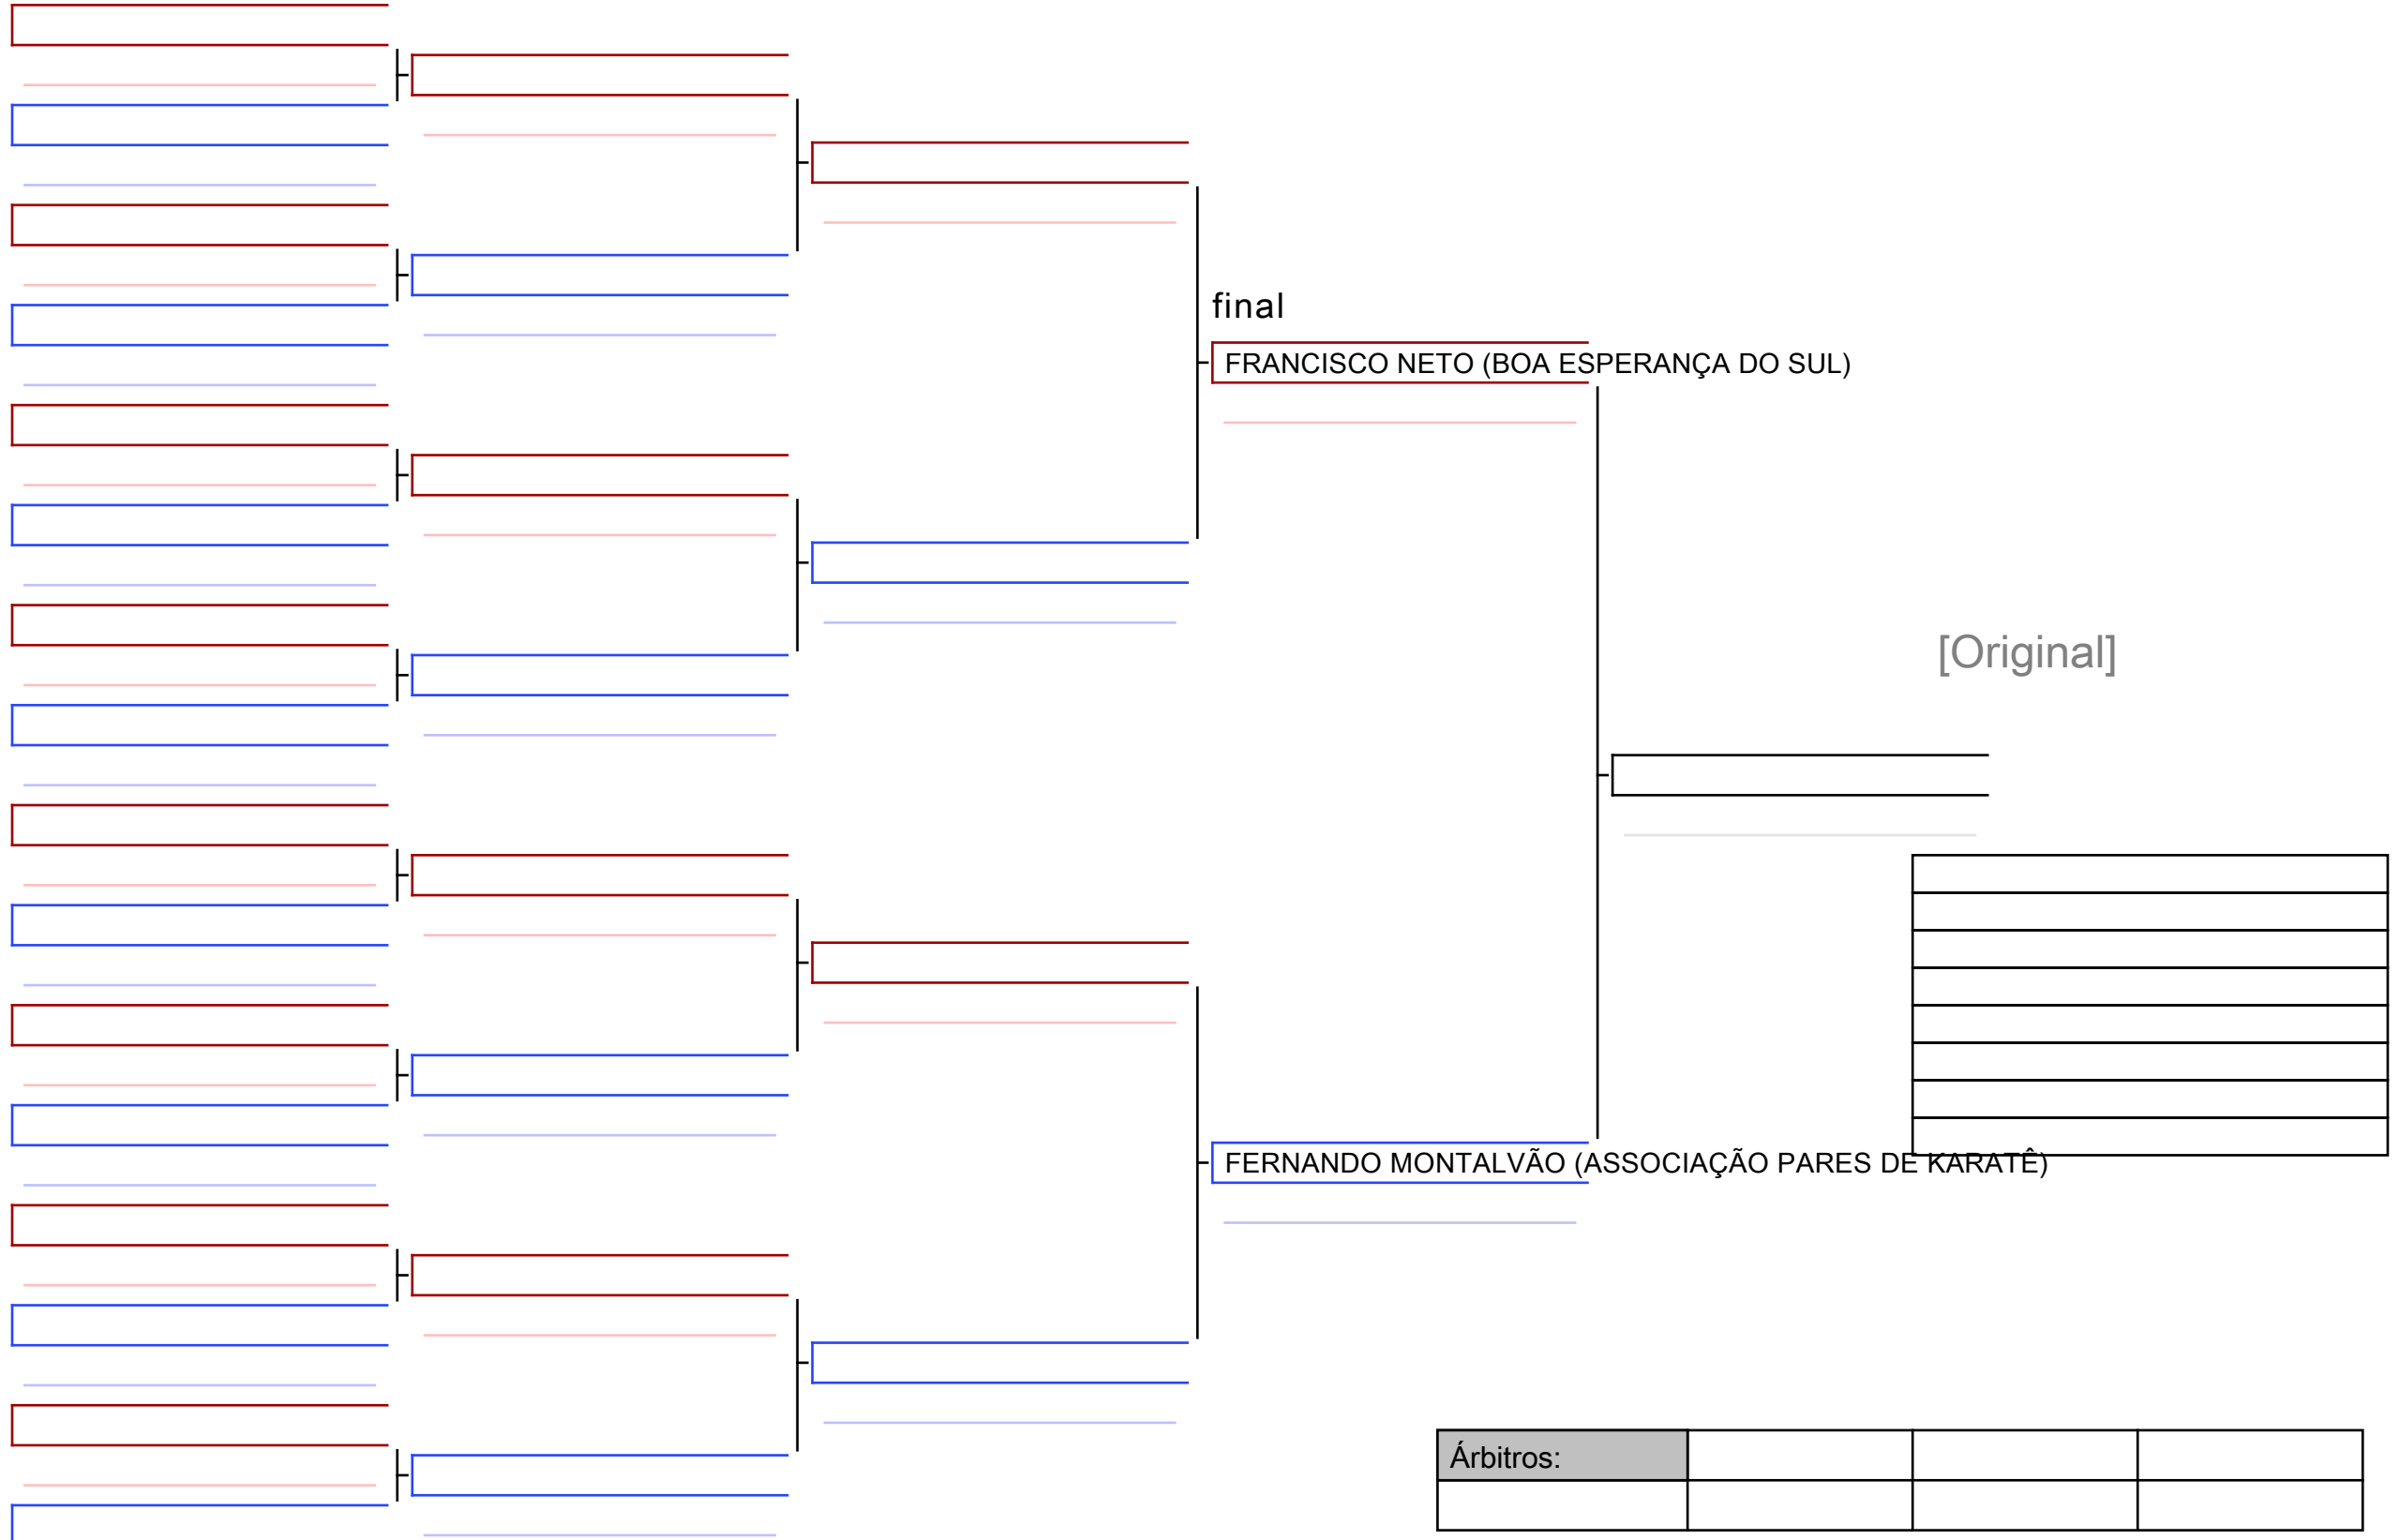 final
FRANCISCO NETO (BOA ESPERANÇA DO SUL)
[Original]
FERNANDO MONTALVÃO (ASSOCIAÇÃO PARES DE KARATÊ)
Árbitros: